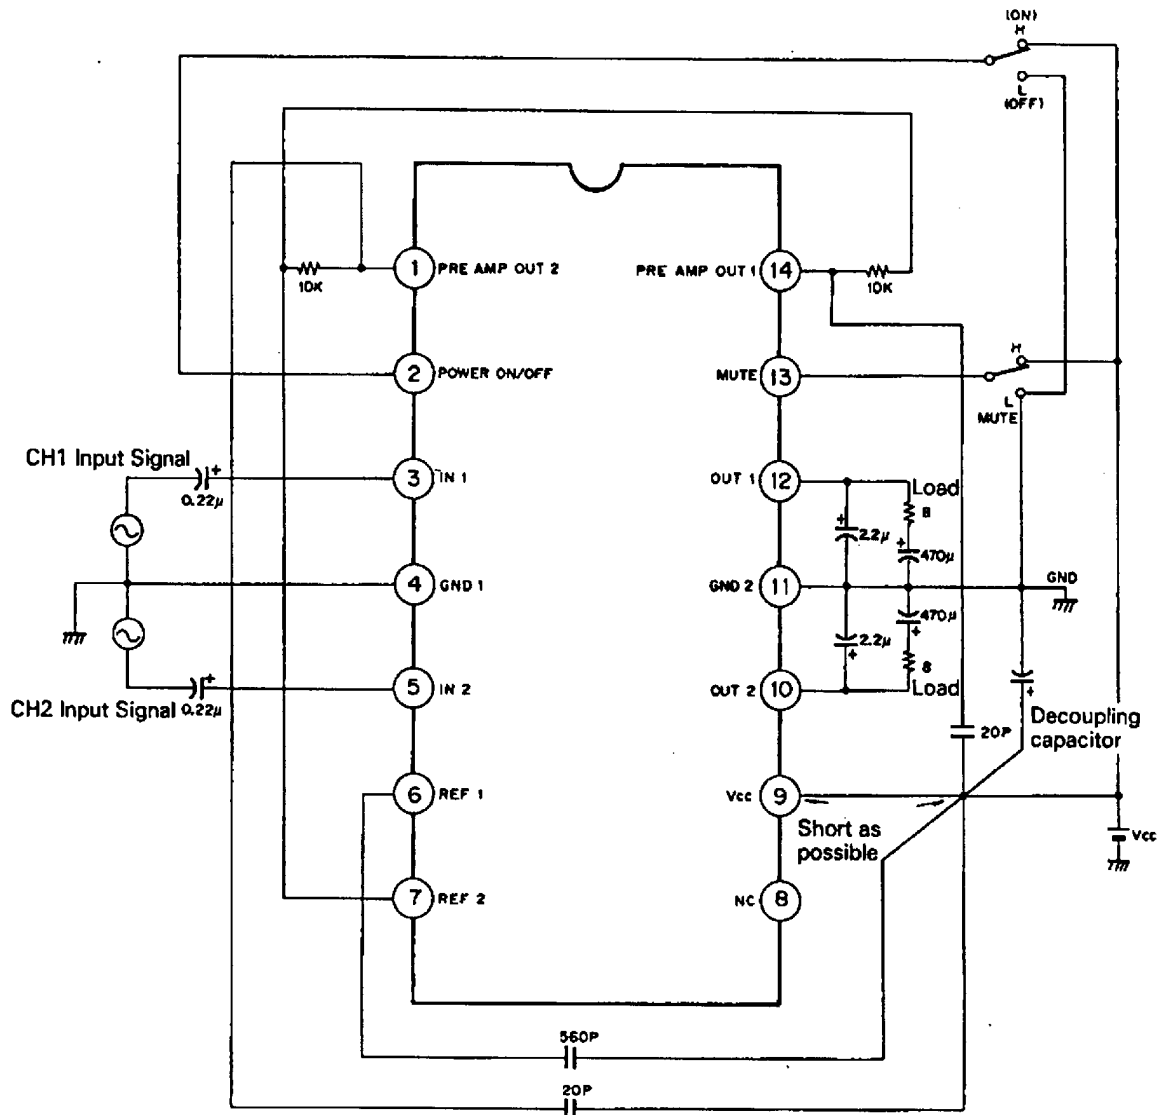 (ON)
H
L
(OFF)
10K
1
PRE AMP OUT 2
PRE AMP OUT 1
14
10K
2
POWER ON/OFF
MUTE
13
H
L
MUTE
CH1 Input Signal
+
0.22μ
3
IN 1
OUT 1
12
Load
8
+
2.2μ
+
470μ
4
GND 1
GND 2
11
GND
470μ
+
2.2μ
+
8
Load
CH2 Input Signal
+
0.22μ
5
IN 2
OUT 2
10
20P
+
Decoupling
capacitor
6
REF 1
Vcc
9
Short as
possible
Vcc
7
REF 2
NC
8
560P
20P